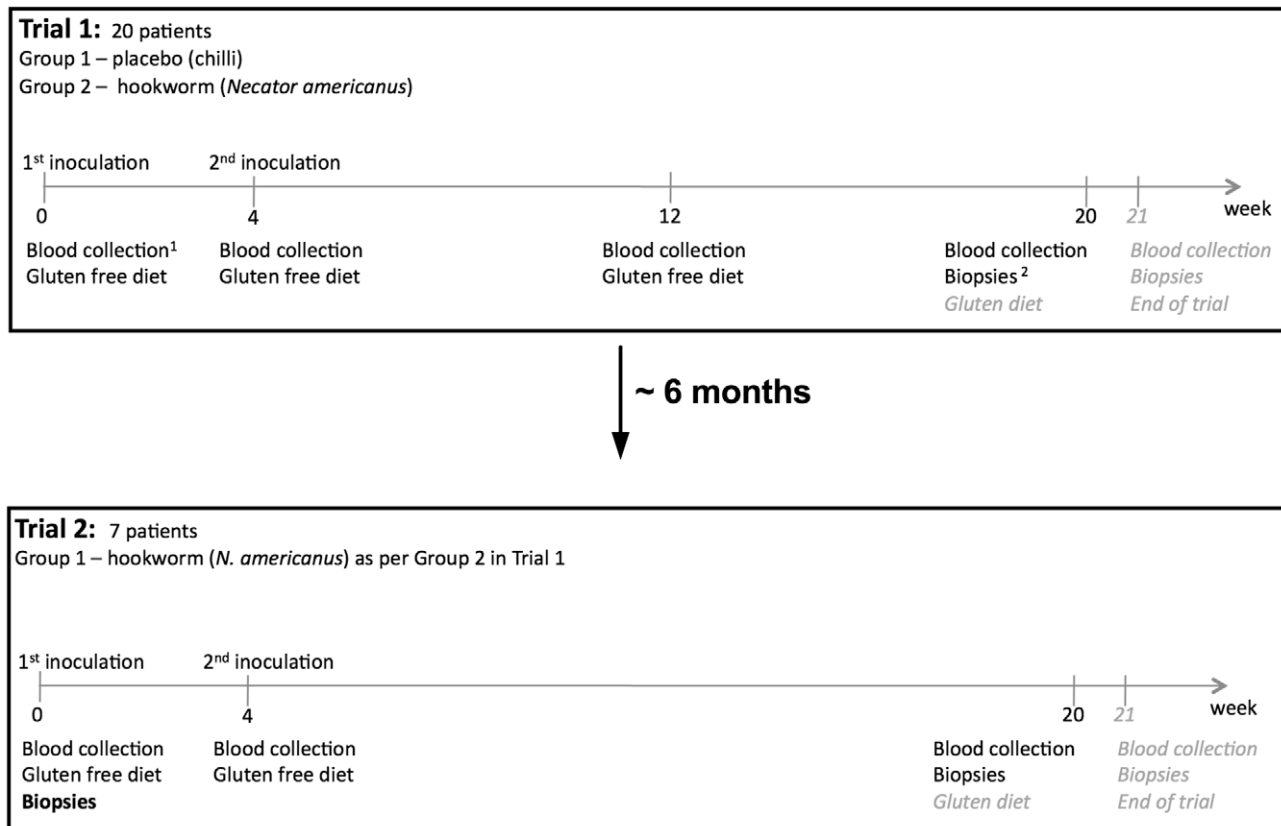 Trial 1: 20 patients
Group 1 – placebo (chilli)
Group 2 – hookworm (Necator americanus)
1st inoculation 2nd inoculation
0 4 12 20 21 week
Blood collection1 Blood collection Blood collection Blood collection Blood collection
Gluten free diet Gluten free diet Gluten free diet Biopsies 2 Biopsies
Gluten diet End of trial
~ 6 months
Trial 2: 7 patients
Group 1 – hookworm (N. americanus) as per Group 2 in Trial 1
1st inoculation 2nd inoculation
0 4 20 21 week
Blood collection Blood collection Blood collection Blood collection
Gluten free diet Gluten free diet Biopsies Biopsies
Biopsies Gluten diet End of trial